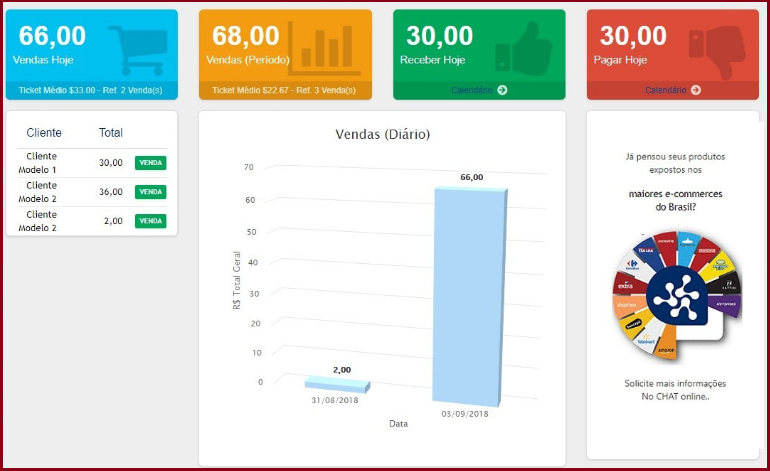 66,00
Vendas Hoje
Ticket Médio $33.00 - Ref. 2 Venda(s)
68,00
Vendas (Período)
Ticket Médio $22.67 - Ref. 3 Venda(s)
30,00
Receber Hoje
Calendário
30,00
Pagar Hoje
Calendário
Cliente Total
Cliente
Modelo 1
30,00 VENDA
Cliente
Modelo 2
36,00 VENDA
Cliente
Modelo 2
2,00 VENDA
Vendas (Diário)
R$ Total Geral
70
60
50
40
30
20
10
0
2,00
66,00
31/08/2018
03/09/2018
Data
Já pensou seus produtos
expostos nos
maiores e-commerces
do Brasil?
extra
Carrefour
Walmart
amazon
Solicite mais informações
No CHAT online..